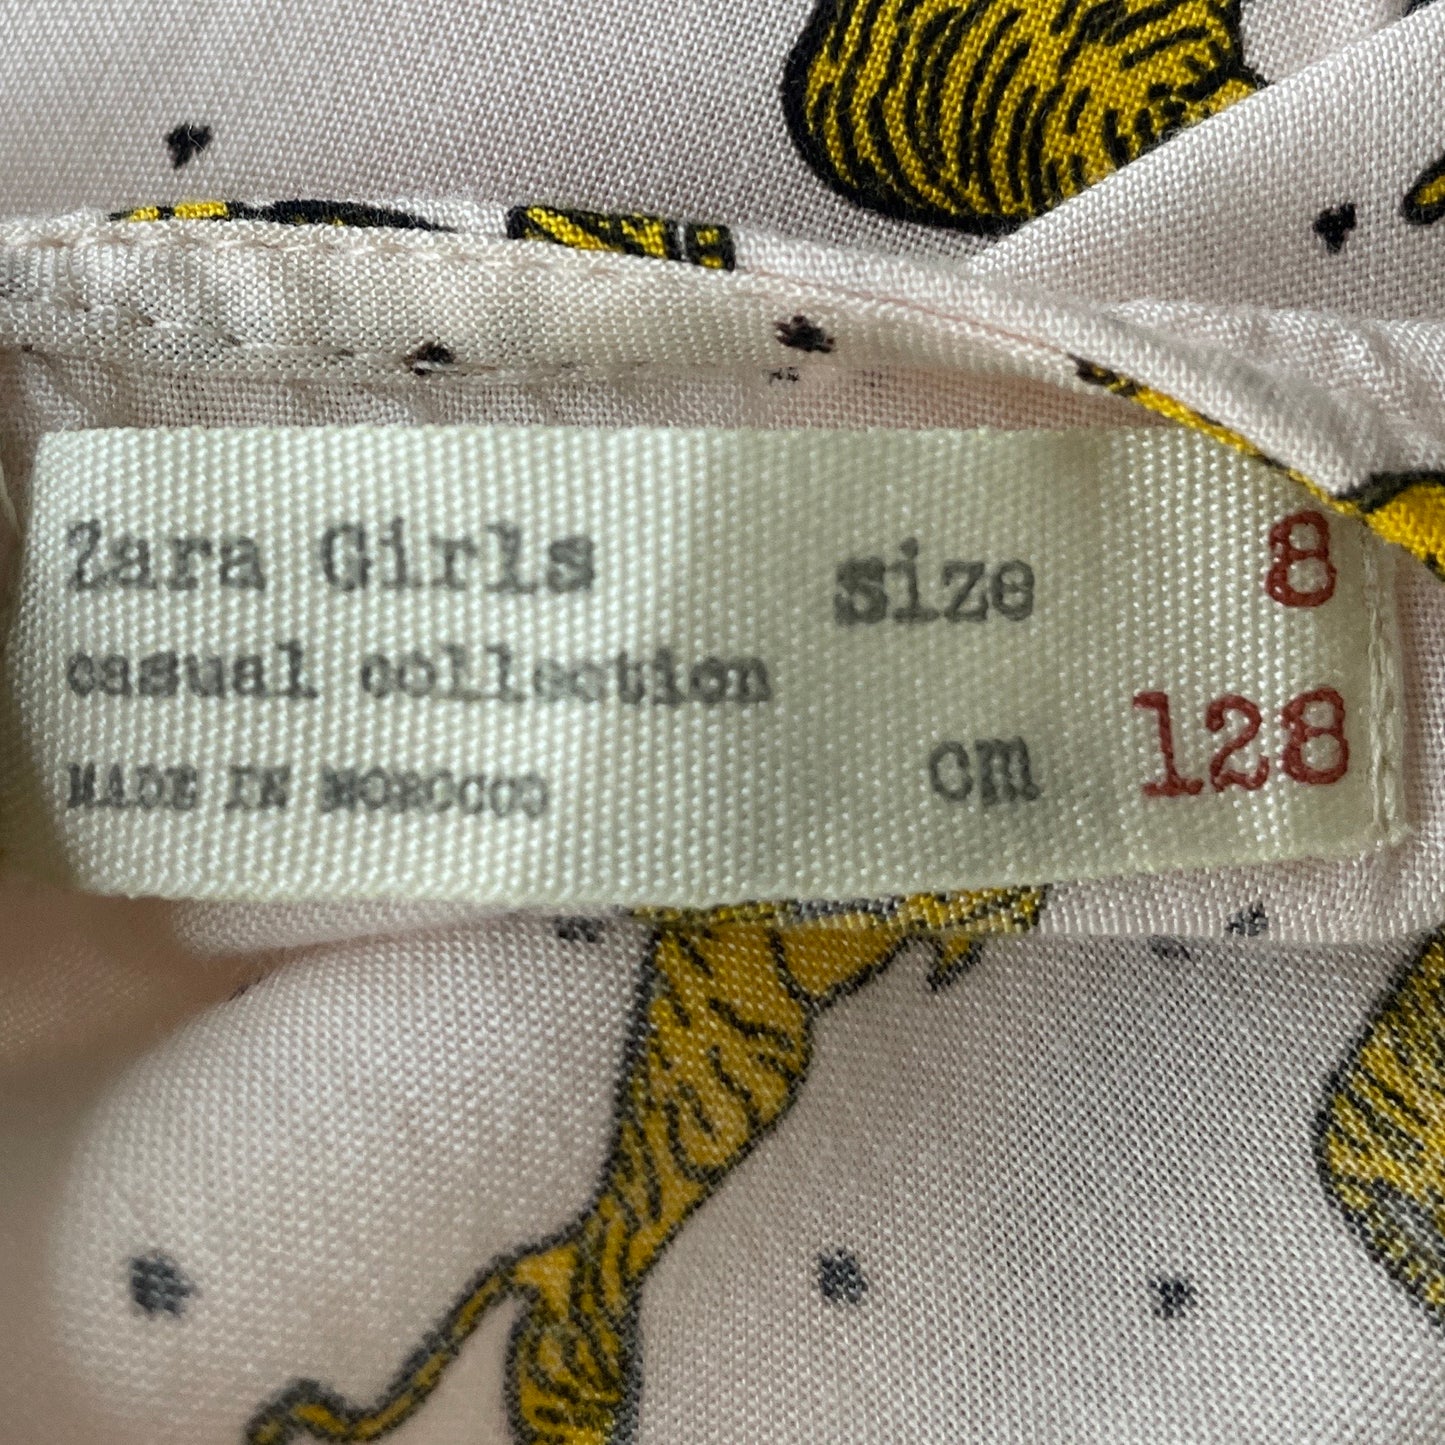 Zara Girls
casual collection
MADE IN MOROCCO
size 8
cm 128